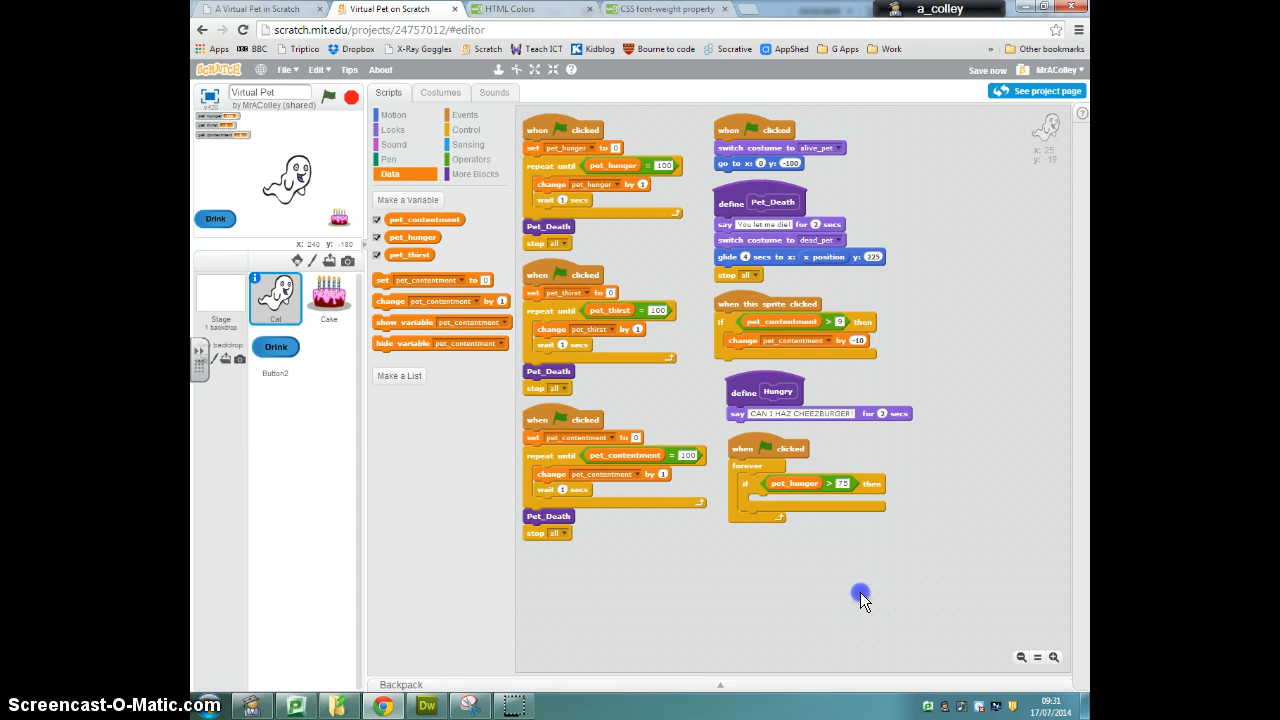 A Virtual Pet in Scratch
Virtual Pet on Scratch
HTML Colors
CSS font-weight property
a_colley
https://scratch.mit.edu/projects/24757012/#editor
Apps
BBC
Triptico
Dropbox
X-Ray Goggles
Scratch
Teach ICT
Kidblog
Bourne to code
Socrative
AppShed
G Apps
Work
»
Other bookmarks
SCRATCH
File
Edit
Tips
About
Save now
MrAColley
Virtual Pet
by MrAColley (shared)
v420
Scripts
Costumes
Sounds
See project page
pet_hunger
pet_thirst
pet_contentment
Drink
x: 240 y: -180
Stage
1 backdrop
New backdrop:
Cat
Cake
Drink
Button2
Motion
Looks
Sound
Pen
Data
Events
Control
Sensing
Operators
More Blocks
Make a Variable
pet_contentment
pet_hunger
pet_thirst
set pet_contentment to 0
change pet_contentment by 1
show variable pet_contentment
hide variable pet_contentment
Make a List
when clicked
set pet_hunger to 0
repeat until pet_hunger = 100
change pet_hunger by 1
wait 1 secs
Pet_Death
stop all
when clicked
set pet_thirst to 0
repeat until pet_thirst = 100
change pet_thirst by 1
wait 1 secs
Pet_Death
stop all
when clicked
set pet_contentment to 0
repeat until pet_contentment = 100
change pet_contentment by 1
wait 1 secs
Pet_Death
stop all
when clicked
switch costume to alive_pet
go to x: 0 y: -100
define Pet_Death
say You let me die! for 2 secs
switch costume to dead_pet
glide 4 secs to x: x position y: 225
stop all
when this sprite clicked
if pet_contentment > 9 then
change pet_contentment by -10
define Hungry
say CAN I HAZ CHEEZBURGER! for 2 secs
when clicked
forever
if pet_hunger > 75 then
x: 25
y: -19
Backpack
Screencast-O-Matic.com
Dw
09:31
17/07/2014